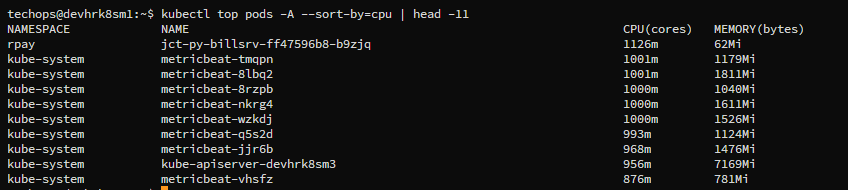 techops@devhrk8sm1:~$ kubectl top pods -A --sort-by=cpu | head -11
NAMESPACE NAME CPU(cores) MEMORY(bytes)
rpay jct-py-billsrv-ff47596b8-b9zjq 1126m 62Mi
kube-system metricbeat-tmqpn 1001m 1179Mi
kube-system metricbeat-8lbq2 1001m 1811Mi
kube-system metricbeat-8rzpb 1000m 1040Mi
kube-system metricbeat-nkrg4 1000m 1611Mi
kube-system metricbeat-wzkdj 1000m 1526Mi
kube-system metricbeat-q5s2d 993m 1124Mi
kube-system metricbeat-jjr6b 968m 1476Mi
kube-system kube-apiserver-devhrk8sm3 956m 7169Mi
kube-system metricbeat-vhsfz 876m 781Mi